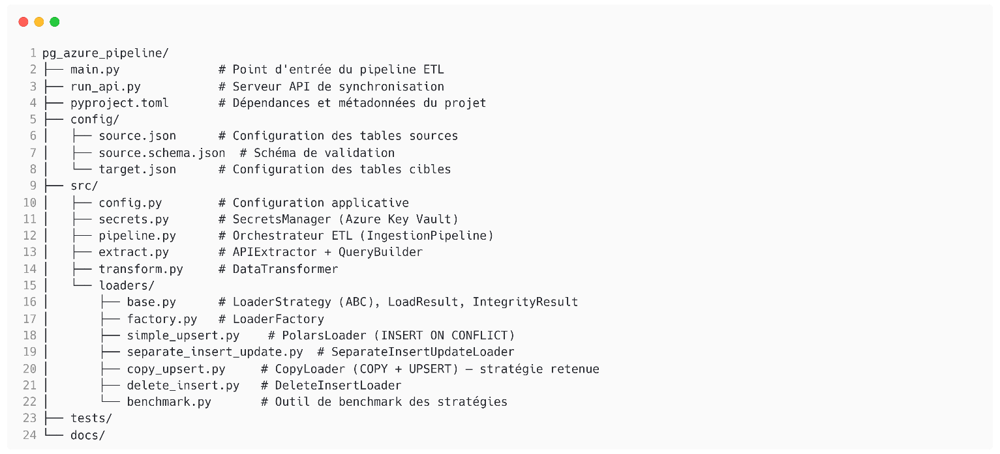 1 pg_azure_pipeline/
2 ├── main.py              # Point d'entrée du pipeline ETL
3 ├── run_api.py           # Serveur API de synchronisation
4 ├── pyproject.toml       # Dépendances et métadonnées du projet
5 ├── config/
6 │   ├── source.json      # Configuration des tables sources
7 │   ├── source.schema.json  # Schéma de validation
8 │   └── target.json      # Configuration des tables cibles
9 ├── src/
10 │   ├── config.py        # Configuration applicative
11 │   ├── secrets.py       # SecretsManager (Azure Key Vault)
12 │   ├── pipeline.py      # Orchestrateur ETL (IngestionPipeline)
13 │   ├── extract.py       # APIExtractor + QueryBuilder
14 │   ├── transform.py     # DataTransformer
15 │   └── loaders/
16 │       ├── base.py      # LoaderStrategy (ABC), LoadResult, IntegrityResult
17 │       ├── factory.py   # LoaderFactory
18 │       ├── simple_upsert.py    # PolarsLoader (INSERT ON CONFLICT)
19 │       ├── separate_insert_update.py  # SeparateInsertUpdateLoader
20 │       ├── copy_upsert.py     # CopyLoader (COPY + UPSERT) — stratégie retenue
21 │       ├── delete_insert.py   # DeleteInsertLoader
22 │       └── benchmark.py       # Outil de benchmark des stratégies
23 ├── tests/
24 └── docs/